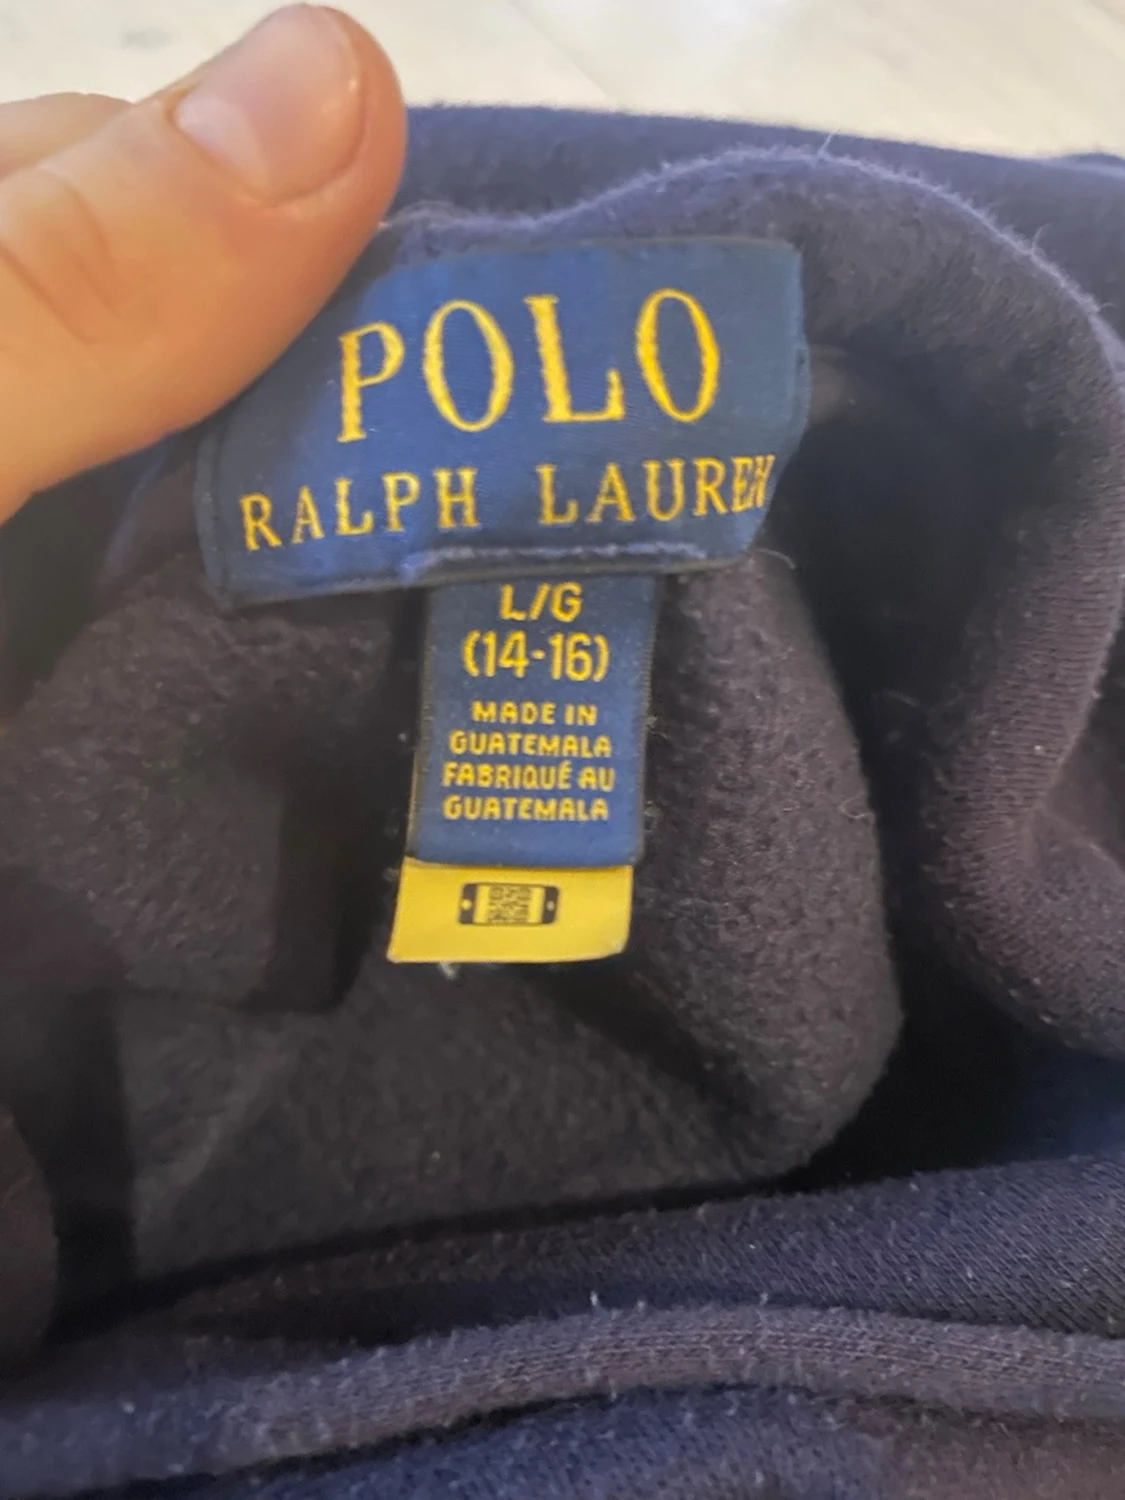 POLO
RALPH LAUREN
L/G
(14-16)
MADE IN
GUATEMALA
FABRIQUÉ AU
GUATEMALA